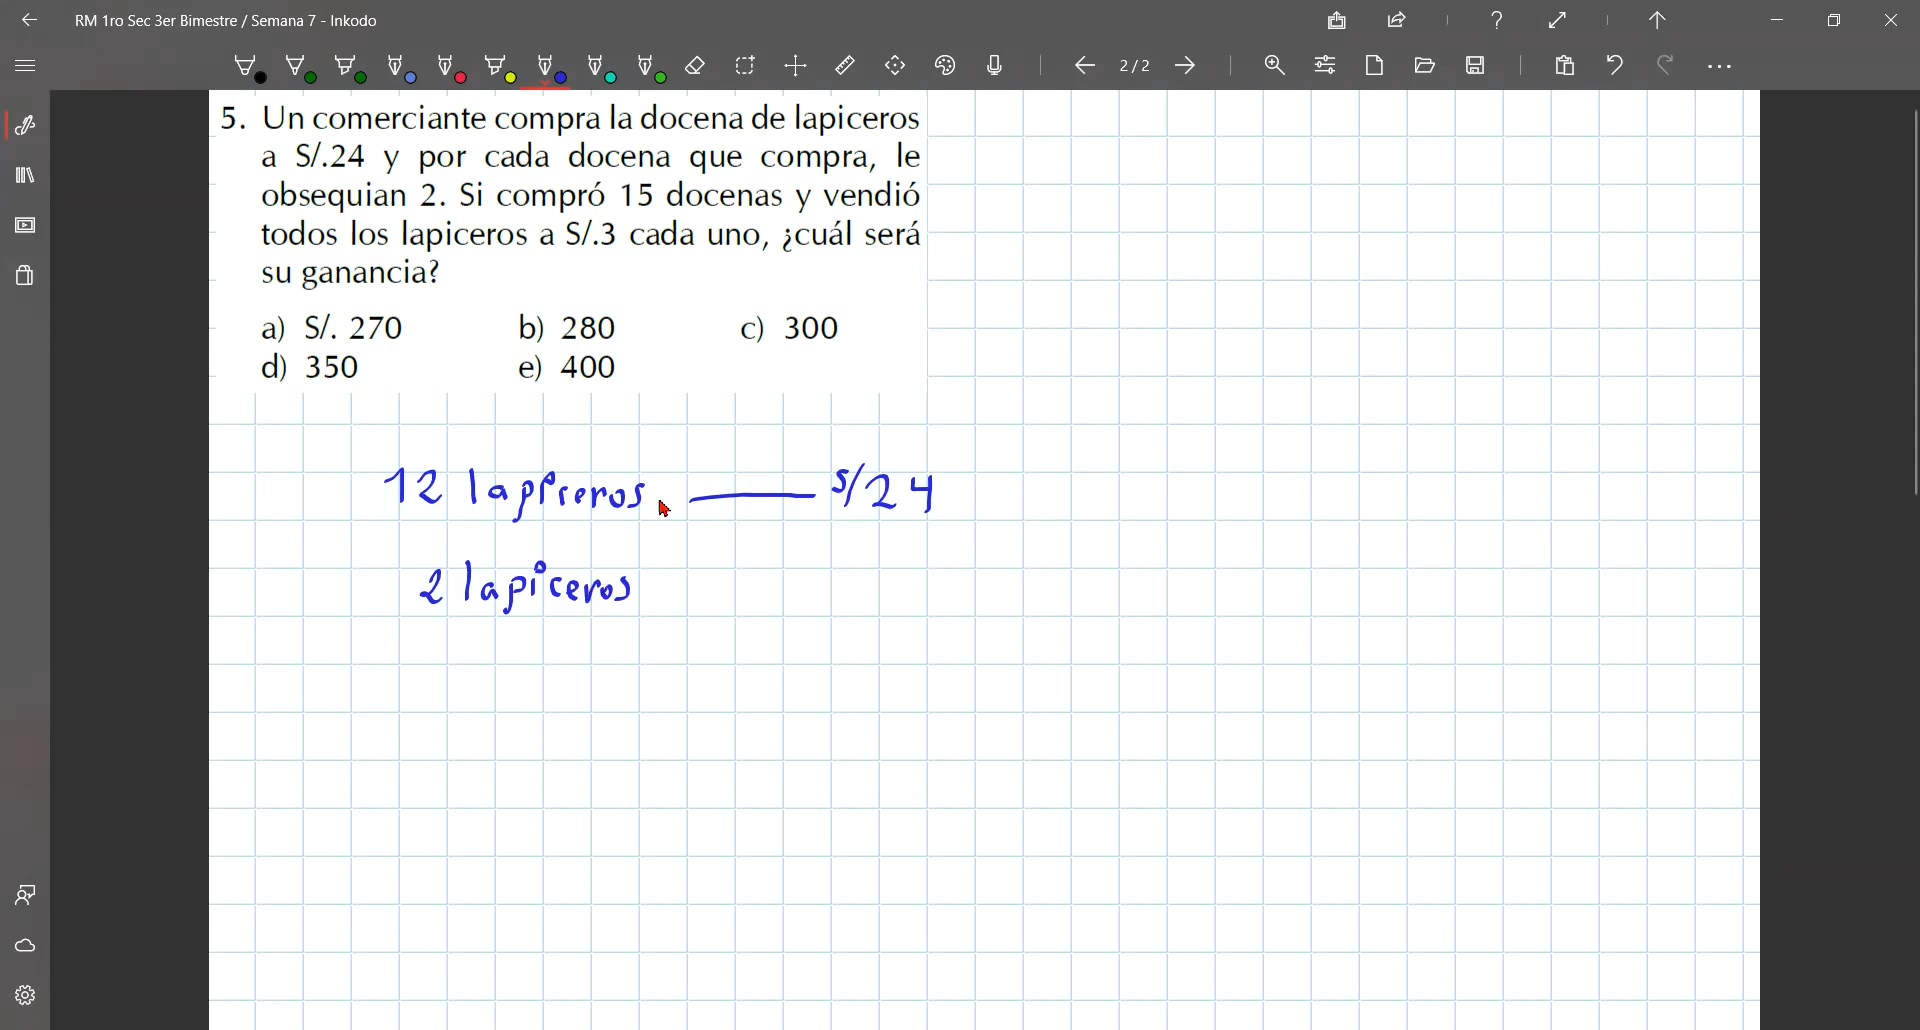 RM 1ro Sec 3er Bimestre / Semana 7 - Inkodo
2 / 2
5. Un comerciante compra la docena de lapiceros
a S/.24 y por cada docena que compra, le
obsequian 2. Si compró 15 docenas y vendió
todos los lapiceros a S/.3 cada uno, ¿cuál será
su ganancia?
a) S/. 270 b) 280 c) 300
d) 350 e) 400
12 lapiceros —— S/24
2 lapiceros